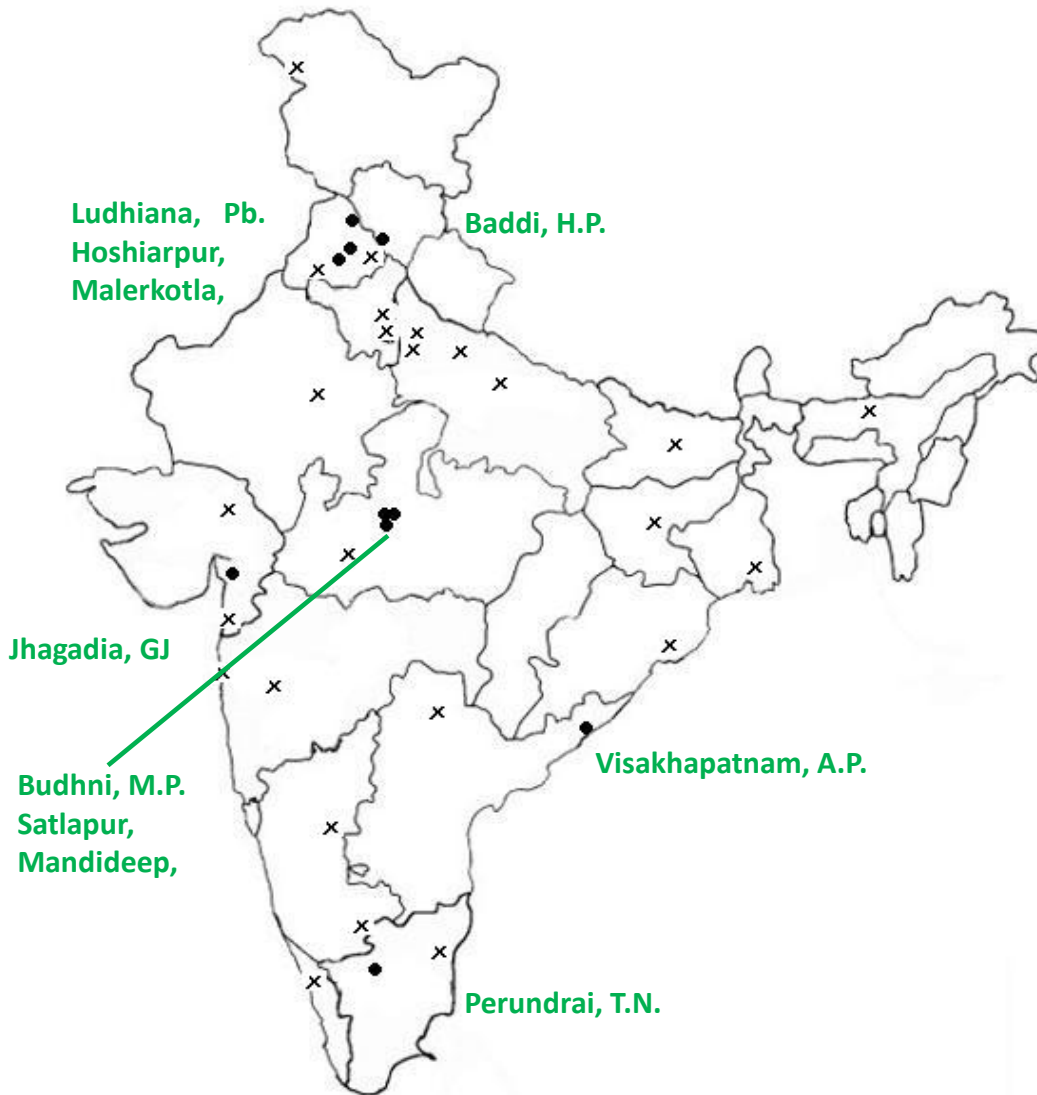 Ludhiana, Pb.
Hoshiarpur,
Malerkotla,
Baddi, H.P.
Jhagadia, GJ
Visakhapatnam, A.P.
Budhni, M.P.
Satlapur,
Mandideep,
Perundrai, T.N.